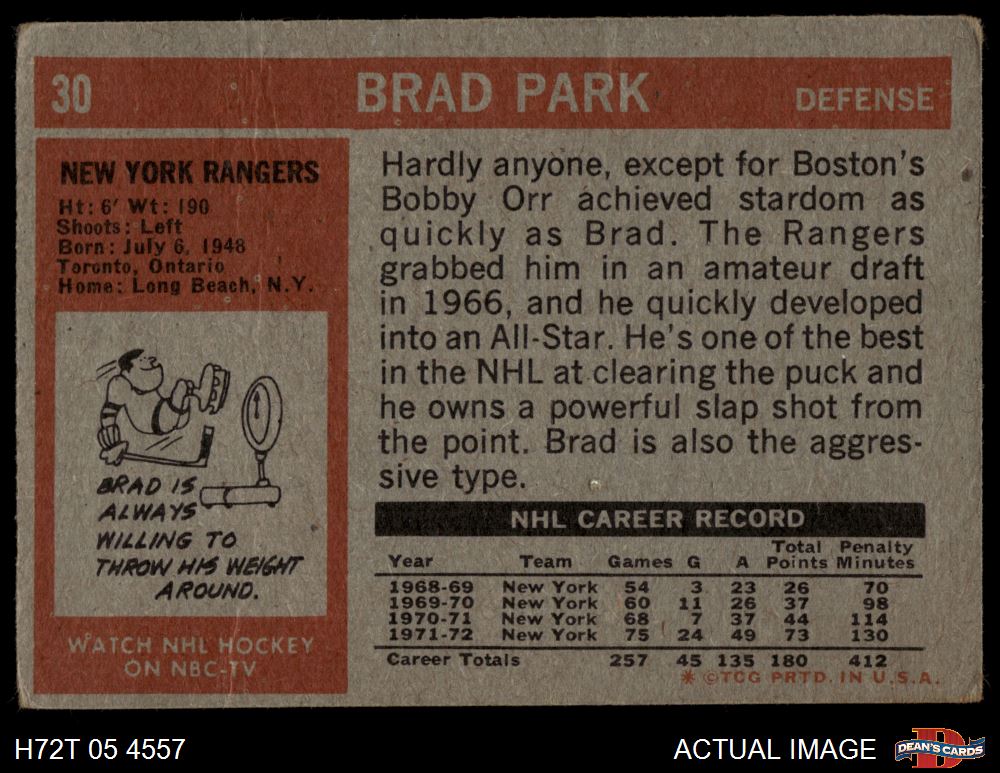 30 BRAD PARK DEFENSE
NEW YORK RANGERS
Ht: 6' Wt: 190
Shoots: Left
Born: July 6, 1948
Toronto, Ontario
Home: Long Beach, N.Y.
BRAD IS
ALWAYS
WILLING TO
THROW HIS WEIGHT
AROUND.
WATCH NHL HOCKEY
ON NBC-TV
Hardly anyone, except for Boston's
Bobby Orr achieved stardom as
quickly as Brad. The Rangers
grabbed him in an amateur draft
in 1966, and he quickly developed
into an All-Star. He's one of the best
in the NHL at clearing the puck and
he owns a powerful slap shot from
the point. Brad is also the aggres-
sive type.
NHL CAREER RECORD
Total Penalty
Year Team Games G A Points Minutes
1968-69 New York 54 3 23 26 70
1969-70 New York 60 11 26 37 98
1970-71 New York 68 7 37 44 114
1971-72 New York 75 24 49 73 130
Career Totals 257 45 135 180 412
* ©TCG PRTD. IN U.S.A.
H72T 05 4557 ACTUAL IMAGE DEAN'S CARDS